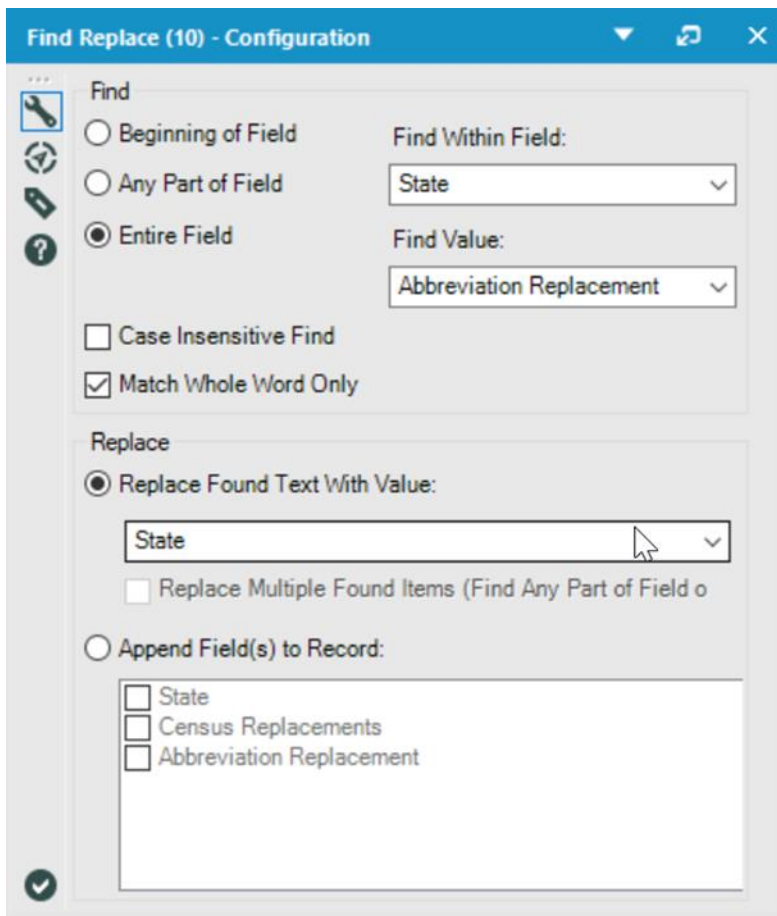 Find Replace (10) - Configuration
Find
Beginning of Field
Find Within Field:
Any Part of Field
State
Entire Field
Find Value:
Abbreviation Replacement
Case Insensitive Find
Match Whole Word Only
Replace
Replace Found Text With Value:
State
Replace Multiple Found Items (Find Any Part of Field o
Append Field(s) to Record:
State
Census Replacements
Abbreviation Replacement